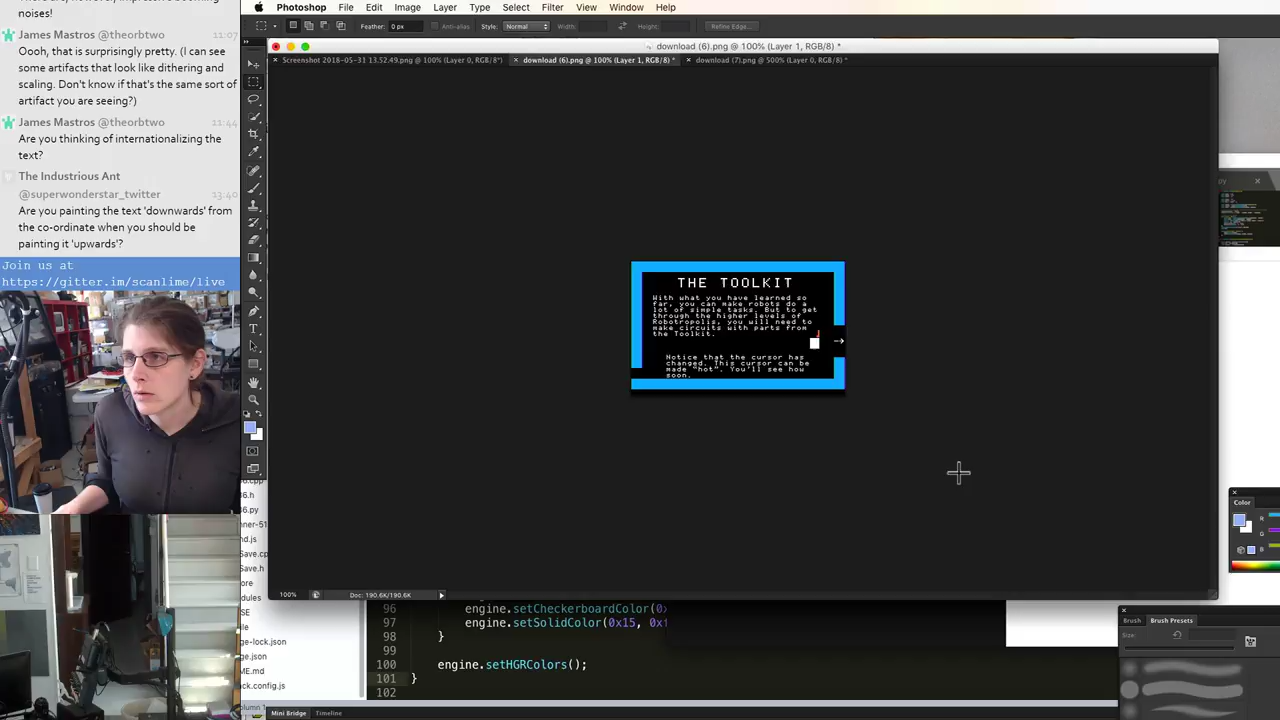 noises!
James Mastros @theorbtwo 11:07
Oooh, that is surprisingly pretty. (I can see
some artifacts that look like dithering and
scaling. Don't know if that's the same sort of
artifact you are seeing?)
James Mastros @theorbtwo 11:44
Are you thinking of internationalizing the
text?
The Industrious Ant
@superwonderstar_twitter 13:40
Are you painting the text 'downwards' from
the co-ordinate when you should be
painting it 'upwards'?
Join us at
https://gitter.im/scanlime/live
Photoshop File Edit Image Layer Type Select Filter View Window Help
Feather: 0 px Anti-alias Style: Normal Width: Height: Refine Edge...
download (6).png @ 100% (Layer 1, RGB/8) *
Screenshot 2018-05-31 13.52.49.png @ 100% (Layer 0, RGB/8*) download (6).png @ 100% (Layer 1, RGB/8) * download (7).png @ 500% (Layer 0, RGB/8) *
THE TOOLKIT
With what you have learned so
far, you can make robots do a
lot of simple tasks. But to get
through the higher levels of
Robotropolis, you will need to
make circuits with parts from
the Toolkit.
Notice that the cursor has
changed. This cursor can be
made "hot". You'll see how
soon.
100% Doc: 190.6K/190.6K
96 engine.setCheckerboardColor(0x
97 engine.setSolidColor(0x15, 0xf
98 }
99
100 engine.setHGRColors();
101 }
102
Mini Bridge Timeline
Color
R
G
B
Brush Brush Presets
Size: